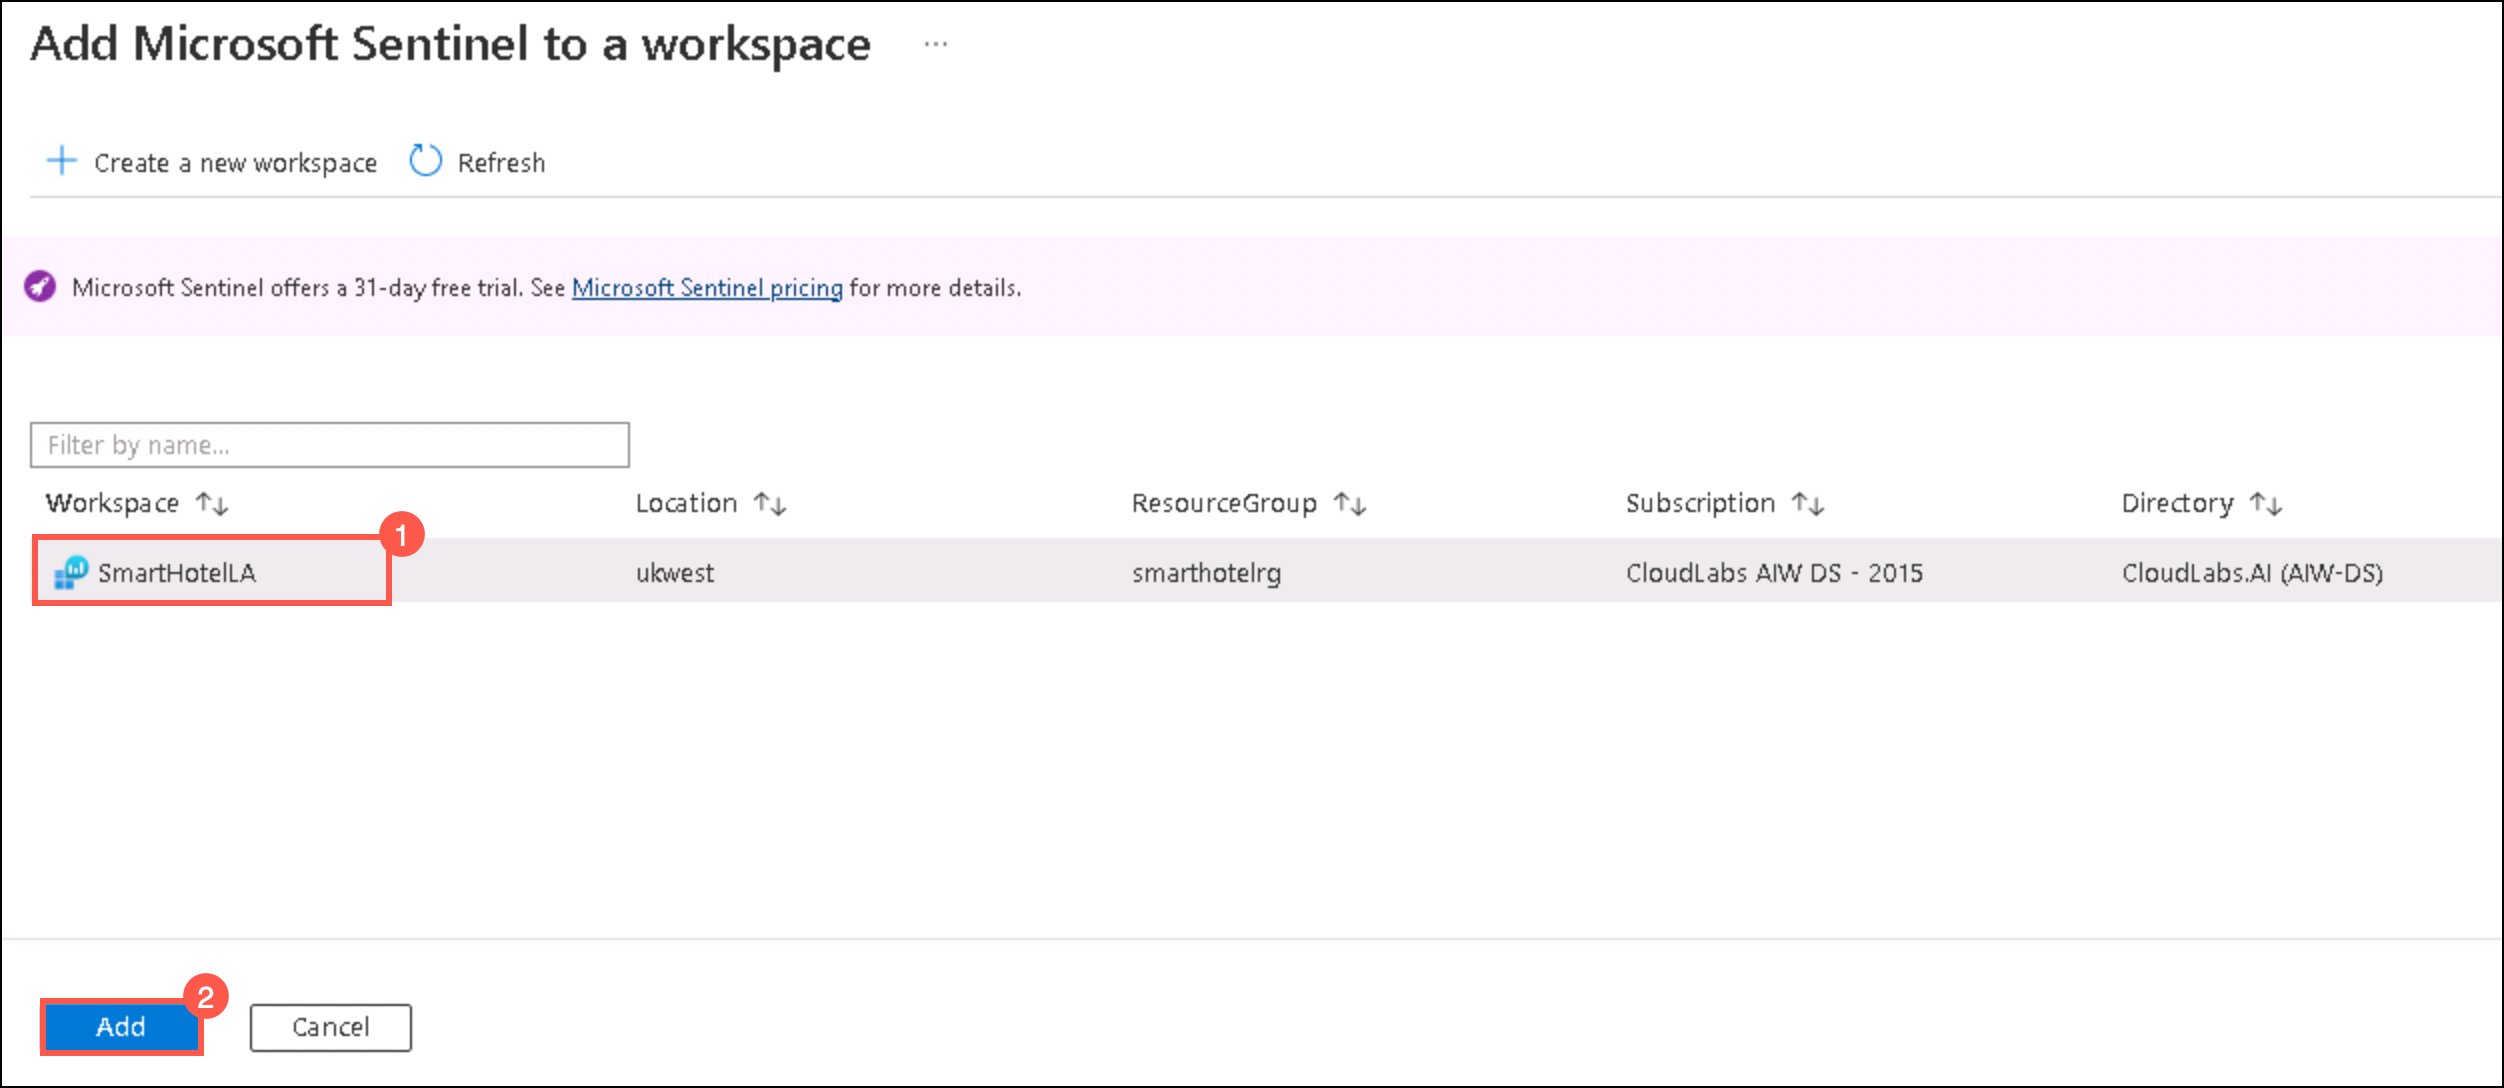 Add Microsoft Sentinel to a workspace ...
Create a new workspace Refresh
Microsoft Sentinel offers a 31-day free trial. See Microsoft Sentinel pricing for more details.
Filter by name...
Workspace ↑↓ Location ↑↓ ResourceGroup ↑↓ Subscription ↑↓ Directory ↑↓
1
SmartHotelLA ukwest smarthotelrg CloudLabs AIW DS - 2015 CloudLabs.AI (AIW-DS)
2
Add Cancel